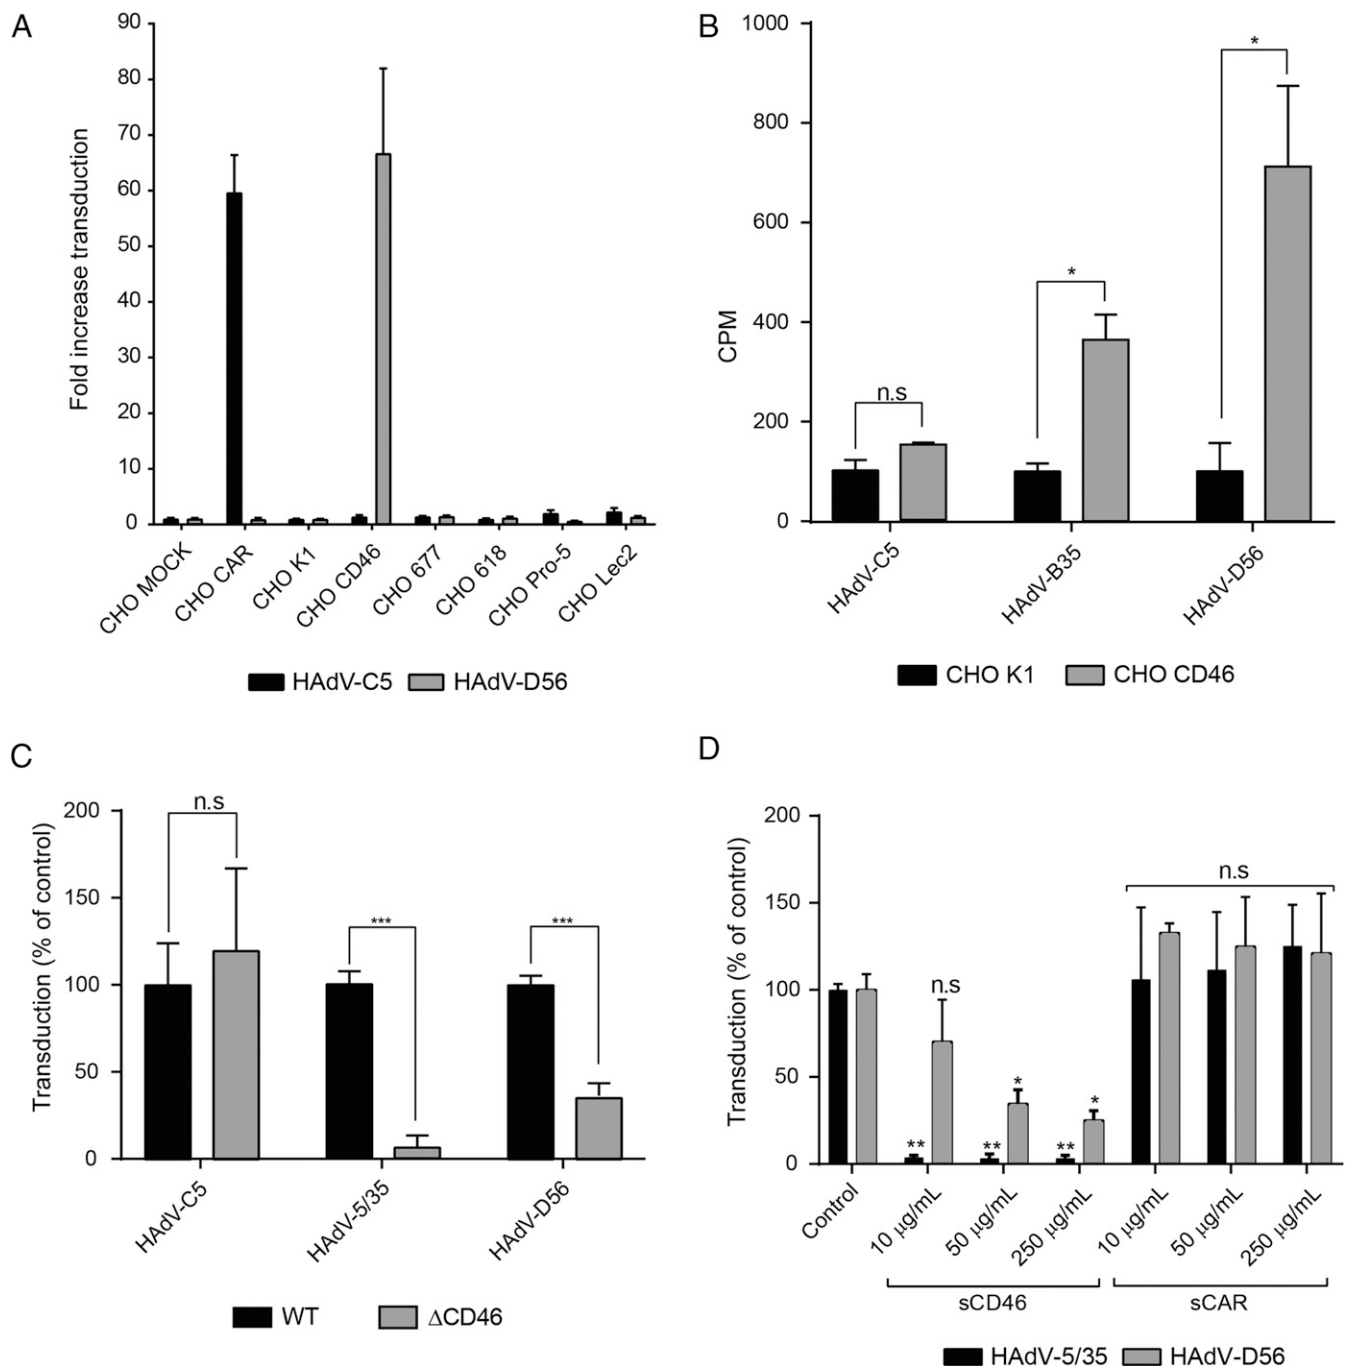 A
90
80
70
60
50
40
30
20
10
0
Fold increase transduction
CHO MOCK
CHO CAR
CHO K1
CHO CD46
CHO 677
CHO 618
CHO Pro-5
CHO Lec2
HAdV-C5 HAdV-D56
B
1000
800
600
400
200
0
CPM
n.s
*
*
HAdV-C5
HAdV-B35
HAdV-D56
CHO K1 CHO CD46
C
200
150
100
50
0
Transduction (% of control)
n.s
***
***
HAdV-C5
HAdV-5/35
HAdV-D56
WT ΔCD46
D
200
150
100
50
0
Transduction (% of control)
**
n.s
**
*
**
*
n.s
Control
10 μg/mL
50 μg/mL
250 μg/mL
10 μg/mL
50 μg/mL
250 μg/mL
sCD46 sCAR
HAdV-5/35 HAdV-D56